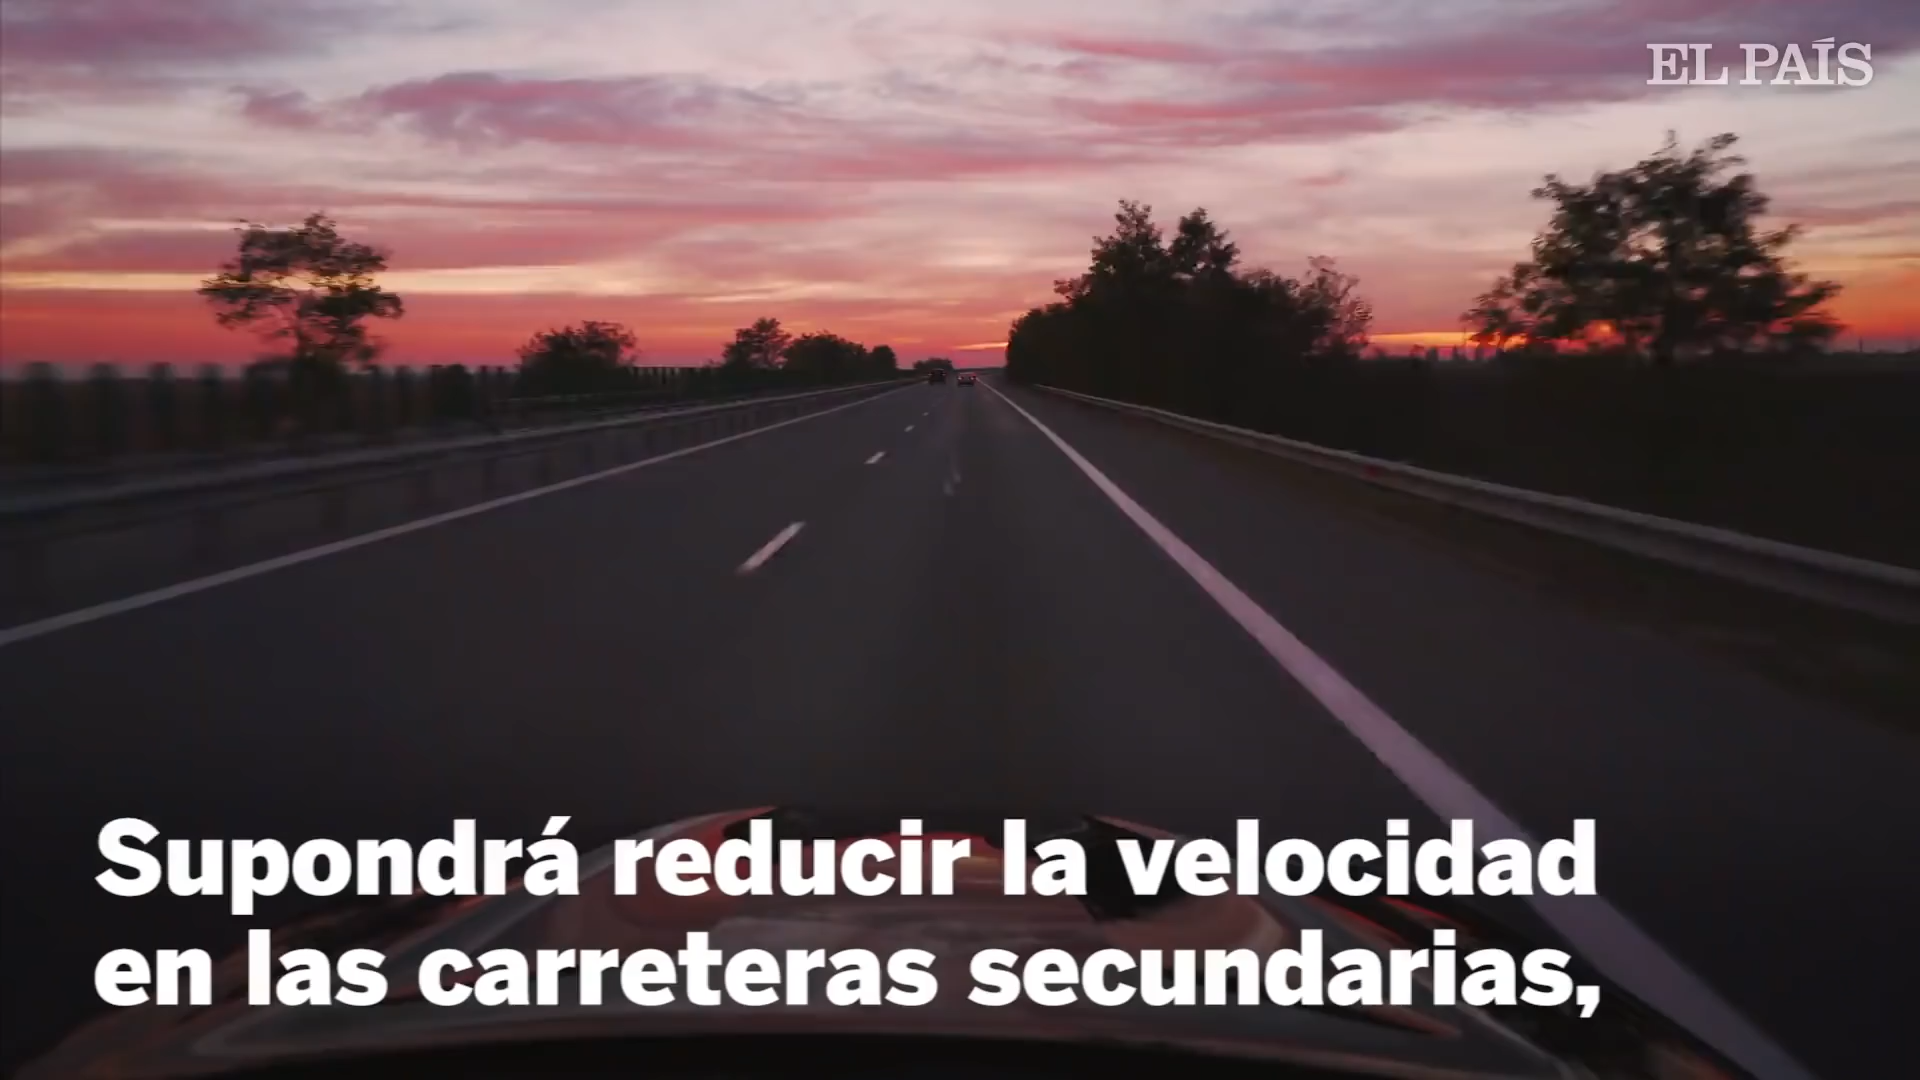 EL PAÍS
Supondrá reducir la velocidad
en las carreteras secundarias,